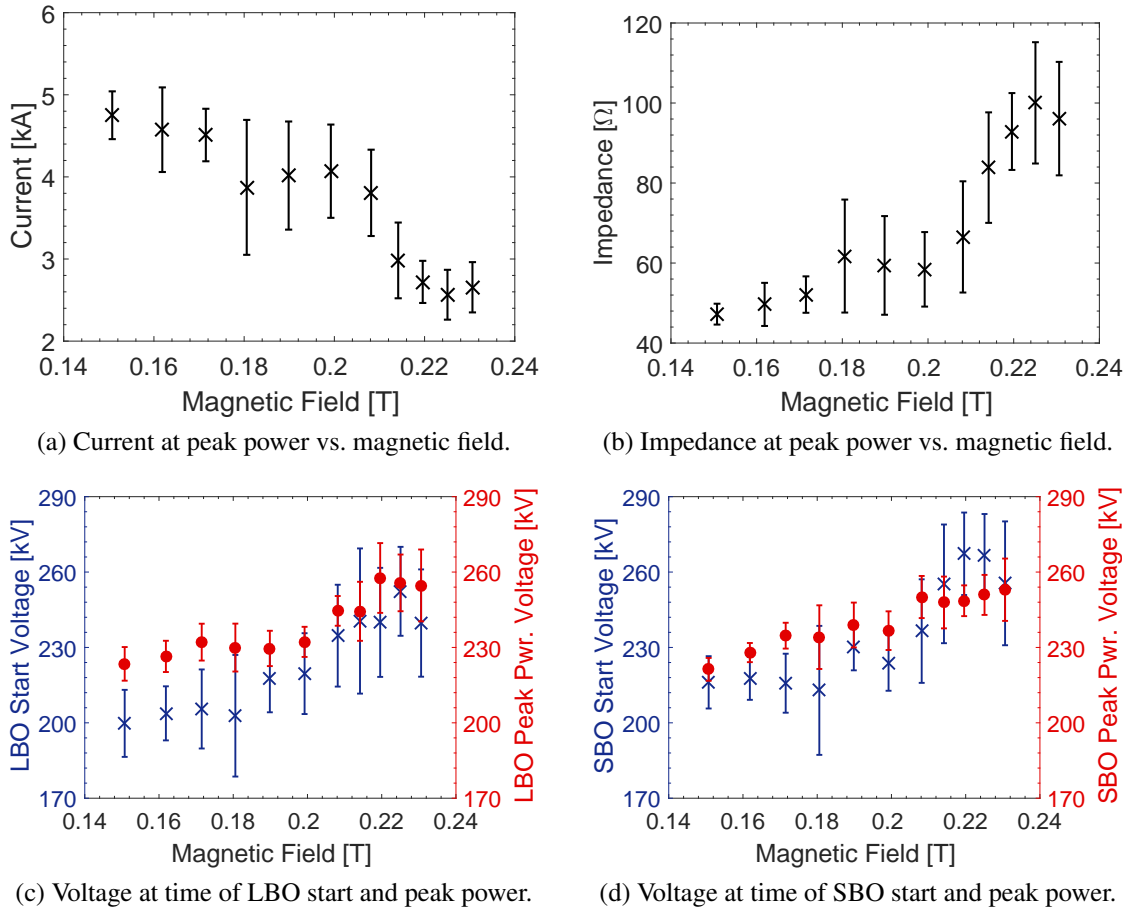 6
5
4
3
2
Current [kA]
0.14 0.16 0.18 0.2 0.22 0.24
Magnetic Field [T]
(a) Current at peak power vs. magnetic field.
120
100
80
60
40
Impedance [Ω]
0.14 0.16 0.18 0.2 0.22 0.24
Magnetic Field [T]
(b) Impedance at peak power vs. magnetic field.
290
260
230
200
170
LBO Start Voltage [kV]
290
260
230
200
170
LBO Peak Pwr. Voltage [kV]
0.14 0.16 0.18 0.2 0.22 0.24
Magnetic Field [T]
(c) Voltage at time of LBO start and peak power.
290
260
230
200
170
SBO Start Voltage [kV]
290
260
230
200
170
SBO Peak Pwr. Voltage [kV]
0.14 0.16 0.18 0.2 0.22 0.24
Magnetic Field [T]
(d) Voltage at time of SBO start and peak power.